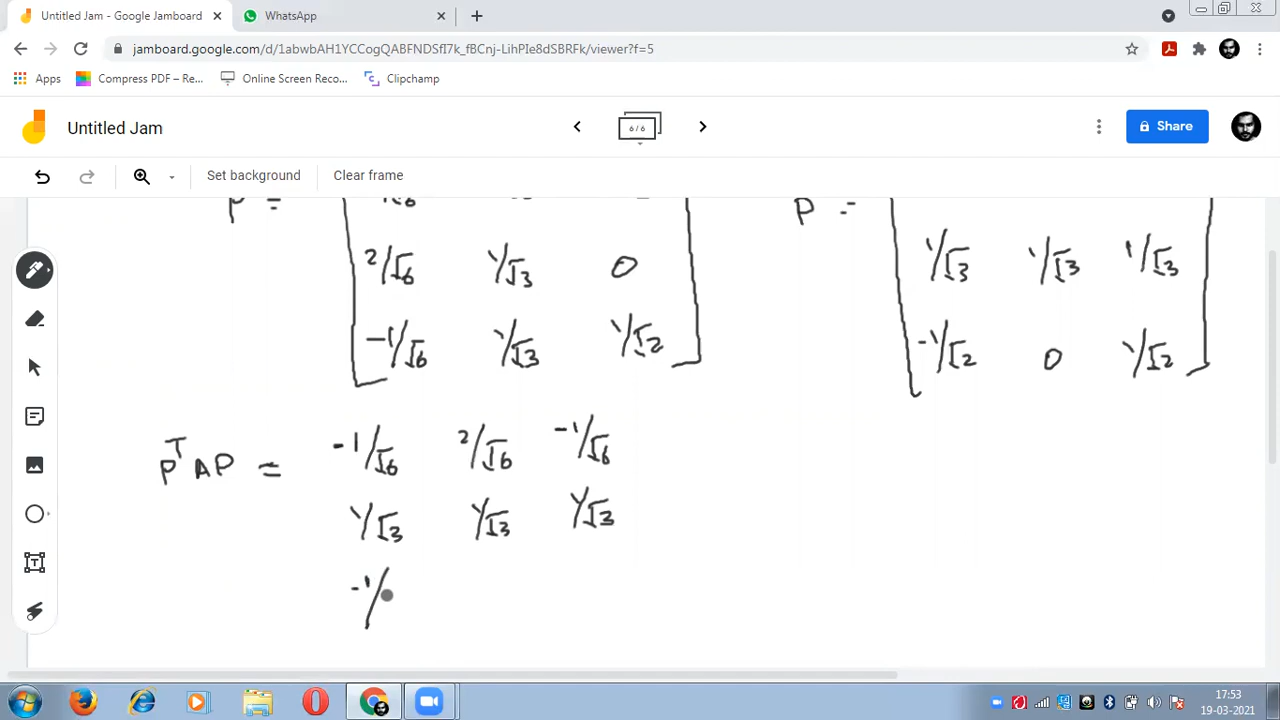 Untitled Jam - Google Jamboard
WhatsApp
jamboard.google.com/d/1abwbAH1YCCogQABFNDSfI7k_fBCnj-LihPIe8dSBRFk/viewer?f=5
Apps Compress PDF – Re... Online Screen Reco... Clipchamp
Untitled Jam
6 / 6
Share
Set background Clear frame
P = P =
2/√6 1/√3 0 1/√3 1/√3 1/√3
-1/√6 1/√3 1/√2 -1/√2 0 1/√2
PᵀAP = -1/√6 2/√6 -1/√6
1/√3 1/√3 1/√3
-1/
17:53
19-03-2021